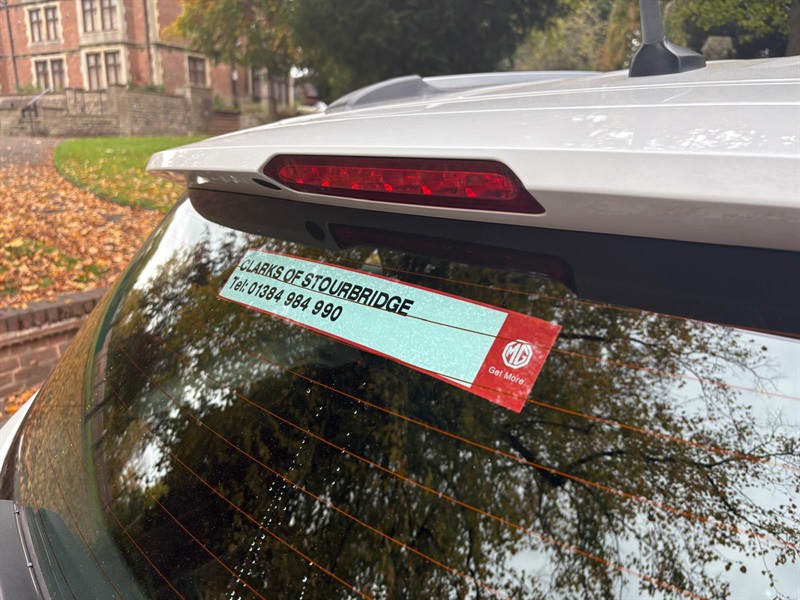 CLARKS OF STOURBRIDGE
Tel: 01384 984 990
MG
Get More.